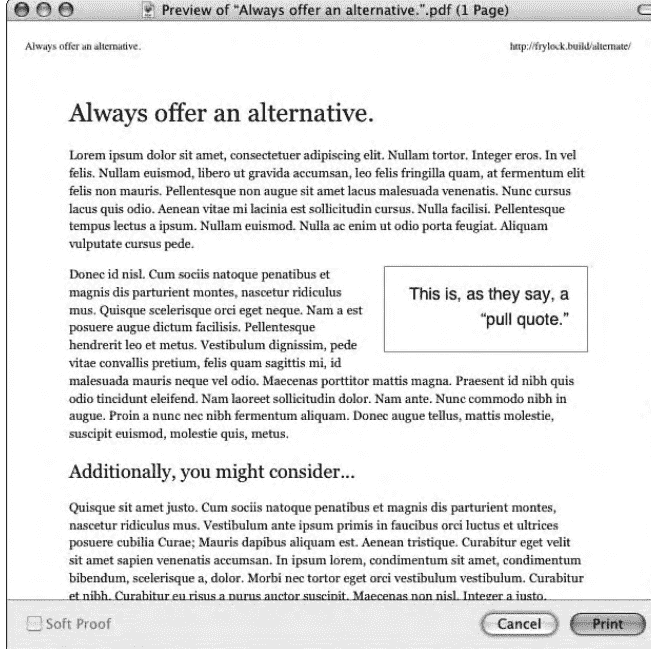 Preview of “Always offer an alternative.”.pdf (1 Page)
Always offer an alternative. http://frylock.build/alternate/
Always offer an alternative.
Lorem ipsum dolor sit amet, consectetuer adipiscing elit. Nullam tortor. Integer eros. In vel
felis. Nullam euismod, libero ut gravida accumsan, leo felis fringilla quam, at fermentum elit
felis non mauris. Pellentesque non augue sit amet lacus malesuada venenatis. Nunc cursus
lacus quis odio. Aenean vitae mi lacinia est sollicitudin cursus. Nulla facilisi. Pellentesque
tempus lectus a ipsum. Nullam euismod. Nulla ac enim ut odio porta feugiat. Aliquam
vulputate cursus pede.
Donec id nisl. Cum sociis natoque penatibus et
magnis dis parturient montes, nascetur ridiculus
mus. Quisque scelerisque orci eget neque. Nam a est
posuere augue dictum facilisis. Pellentesque
hendrerit leo et metus. Vestibulum dignissim, pede
vitae convallis pretium, felis quam sagittis mi, id
malesuada mauris neque vel odio. Maecenas porttitor mattis magna. Praesent id nibh quis
odio tincidunt eleifend. Nam laoreet sollicitudin dolor. Nam ante. Nunc commodo nibh in
augue. Proin a nunc nec nibh fermentum aliquam. Donec augue tellus, mattis molestie,
suscipit euismod, molestie quis, metus.
This is, as they say, a
“pull quote.”
Additionally, you might consider...
Quisque sit amet justo. Cum sociis natoque penatibus et magnis dis parturient montes,
nascetur ridiculus mus. Vestibulum ante ipsum primis in faucibus orci luctus et ultrices
posuere cubilia Curae; Mauris dapibus aliquam est. Aenean tristique. Curabitur eget velit
sit amet sapien venenatis accumsan. In ipsum lorem, condimentum sit amet, condimentum
bibendum, scelerisque a, dolor. Morbi nec tortor eget orci vestibulum vestibulum. Curabitur
et nibh. Curabitur eu risus a purus auctor suscipit. Maecenas non nisl. Integer a justo.
Soft Proof
Cancel
Print